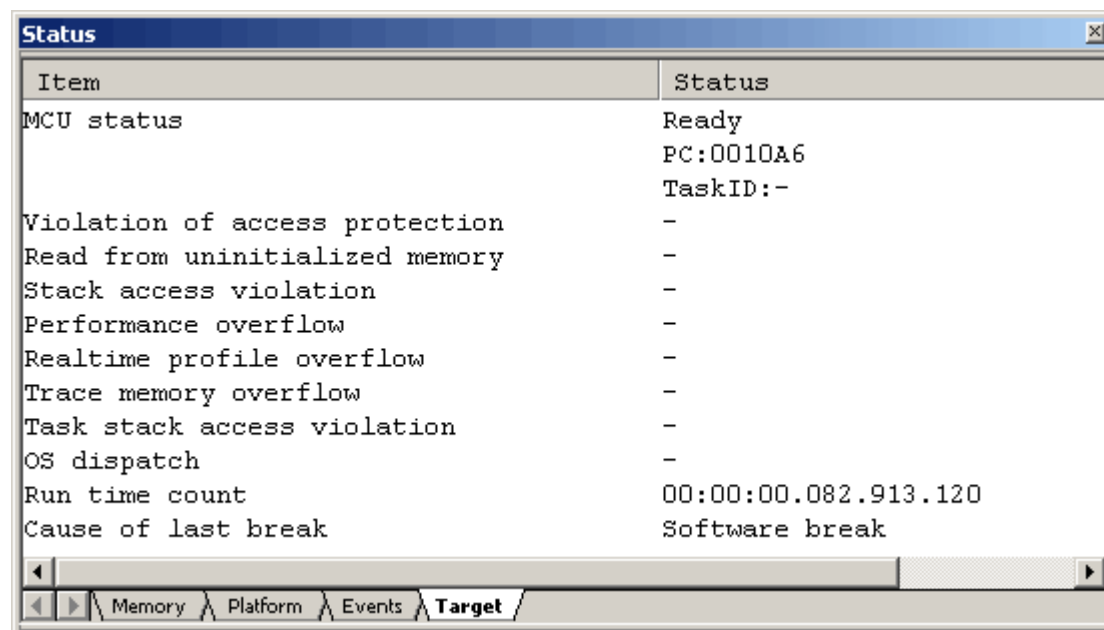 Status
Item Status
MCU status Ready
PC:0010A6
TaskID:-
Violation of access protection -
Read from uninitialized memory -
Stack access violation -
Performance overflow -
Realtime profile overflow -
Trace memory overflow -
Task stack access violation -
OS dispatch -
Run time count 00:00:00.082.913.120
Cause of last break Software break
Memory Platform Events Target